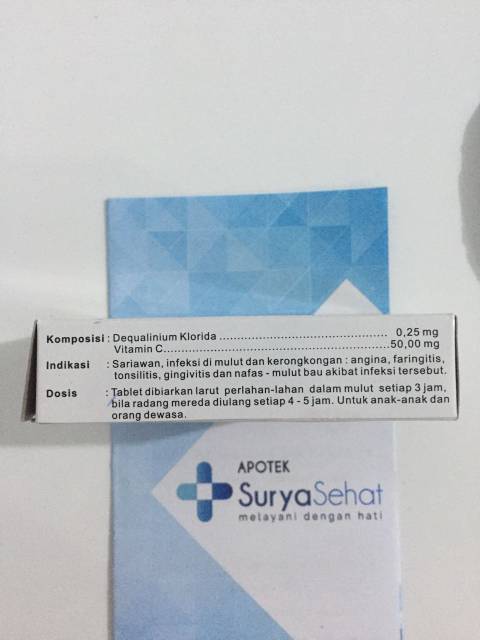 Komposisi : Dequalinium Klorida ............................................ 0,25 mg
Vitamin C............................................................50,00 mg
Indikasi : Sariawan, infeksi di mulut dan kerongkongan : angina, faringitis,
tonsilitis, gingivitis dan nafas - mulut bau akibat infeksi tersebut.
Dosis : Tablet dibiarkan larut perlahan-lahan dalam mulut setiap 3 jam,
bila radang mereda diulang setiap 4 - 5 jam. Untuk anak-anak dan
orang dewasa.
APOTEK
SuryaSehat
melayani dengan hati